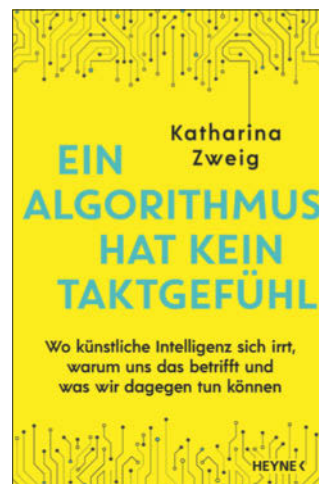 Katharina
Zweig
EIN
ALGORITHMUS
HAT KEIN
TAKTGEFÜHL
Wo künstliche Intelligenz sich irrt,
warum uns das betrifft und
was wir dagegen tun können
HEYNE<